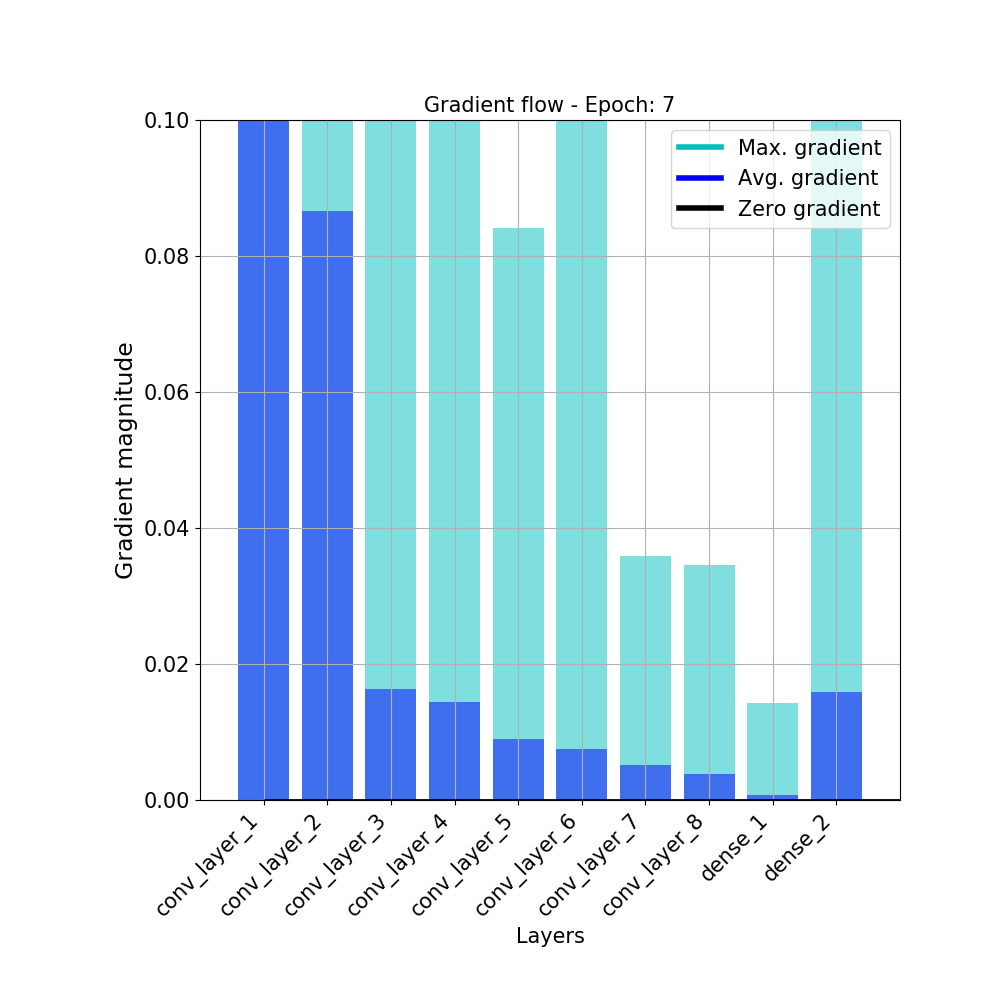 Gradient flow - Epoch: 7
Max. gradient
Avg. gradient
Zero gradient
Gradient magnitude
0.10
0.08
0.06
0.04
0.02
0.00
conv_layer_1
conv_layer_2
conv_layer_3
conv_layer_4
conv_layer_5
conv_layer_6
conv_layer_7
conv_layer_8
dense_1
dense_2
Layers